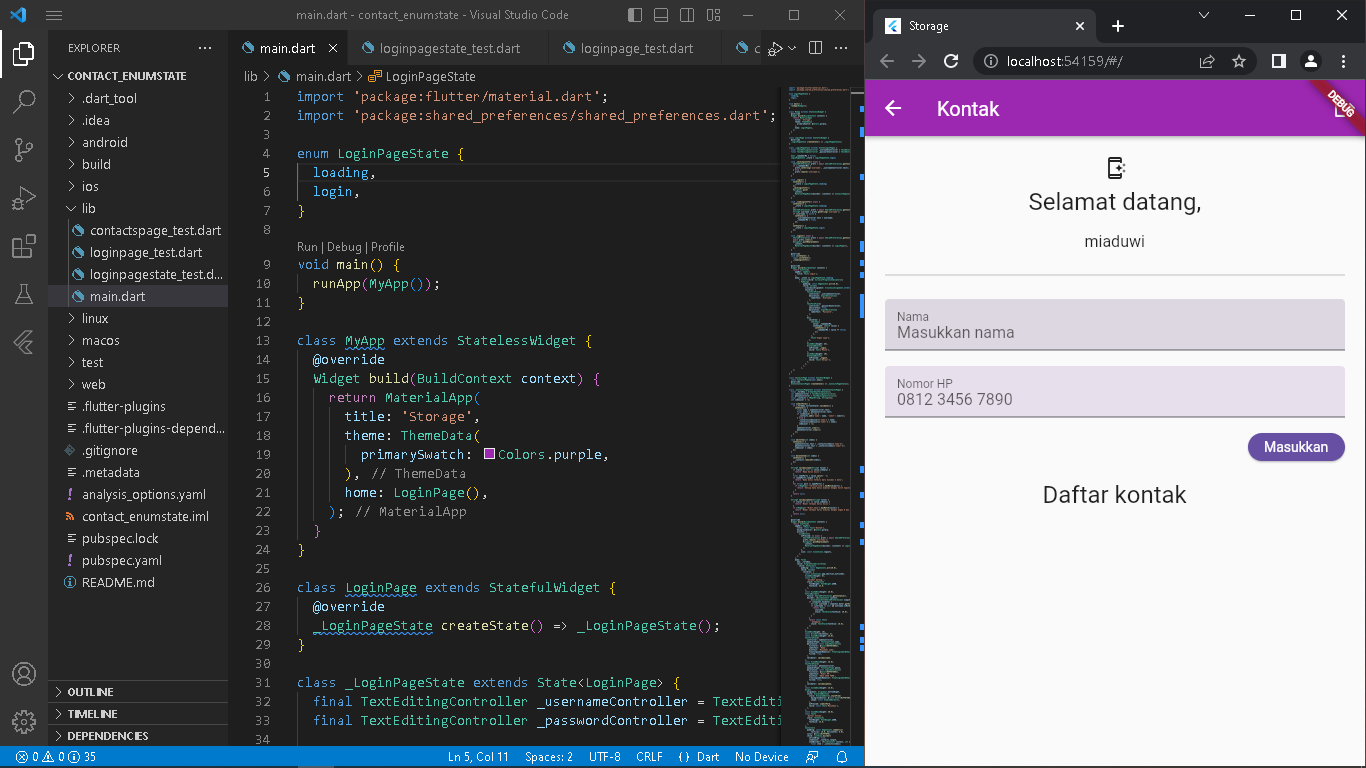 main.dart - contact_enumstate - Visual Studio Code
EXPLORER
CONTACT_ENUMSTATE
.dart_tool
.idea
android
build
ios
lib
contactspage_test.dart
loginpage_test.dart
loginpagestate_test.d...
main.dart
linux
macos
test
web
.flutter-plugins
.flutter-plugins-depend...
.gitignore
.metadata
analysis_options.yaml
contact_enumstate.iml
pubspec.lock
pubspec.yaml
README.md
OUTLINE
TIMELINE
DEPENDENCIES
main.dart
loginpagestate_test.dart
loginpage_test.dart
c
lib > main.dart > LoginPageState
1 import 'package:flutter/material.dart';
2 import 'package:shared_preferences/shared_preferences.dart';
3
4 enum LoginPageState {
5 loading,
6 login,
7 }
8
Run | Debug | Profile
9 void main() {
10 runApp(MyApp());
11 }
12
13 class MyApp extends StatelessWidget {
14 @override
15 Widget build(BuildContext context) {
16 return MaterialApp(
17 title: 'Storage',
18 theme: ThemeData(
19 primarySwatch: Colors.purple,
20 ), // ThemeData
21 home: LoginPage(),
22 ); // MaterialApp
23 }
24 }
25
26 class LoginPage extends StatefulWidget {
27 @override
28 _LoginPageState createState() => _LoginPageState();
29 }
30
31 class _LoginPageState extends State<LoginPage> {
32 final TextEditingController _usernameController = TextEditi
33 final TextEditingController _passwordController = TextEditi
34
0 0 35
Ln 5, Col 11
Spaces: 2
UTF-8
CRLF
{ } Dart
No Device
Storage
localhost:54159/#/
Kontak
DEBUG
Selamat datang,
miaduwi
Nama
Masukkan nama
Nomor HP
0812 3456 7890
Masukkan
Daftar kontak